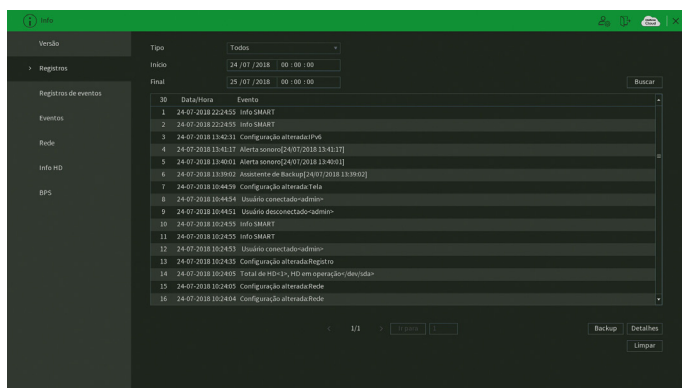 Info
Versão
Registros
Registros de eventos
Eventos
Rede
Info HD
BPS
Tipo Todos
Início 24 /07 /2018 00 : 00 : 00
Final 25 /07 /2018 00 : 00 : 00
Buscar
30 Data/Hora Evento
1 24-07-2018 22:24:55 Info SMART
2 24-07-2018 22:24:55 Info SMART
3 24-07-2018 13:42:31 Configuração alterada:IPv6
4 24-07-2018 13:41:17 Alerta sonoro[24/07/2018 13:41:17]
5 24-07-2018 13:40:01 Alerta sonoro[24/07/2018 13:40:01]
6 24-07-2018 13:39:02 Assistente de Backup[24/07/2018 13:39:02]
7 24-07-2018 10:44:59 Configuração alterada:Tela
8 24-07-2018 10:44:54 Usuário conectado<admin>
9 24-07-2018 10:44:51 Usuário desconectado<admin>
10 24-07-2018 10:24:55 Info SMART
11 24-07-2018 10:24:55 Info SMART
12 24-07-2018 10:24:53 Usuário conectado<admin>
13 24-07-2018 10:24:35 Configuração alterada:Registro
14 24-07-2018 10:24:05 Total de HD=1>, HD em operação</dev/sda>
15 24-07-2018 10:24:05 Configuração alterada:Rede
16 24-07-2018 10:24:04 Configuração alterada:Rede
1/1 Ir para 1
Backup Detalhes
Limpar